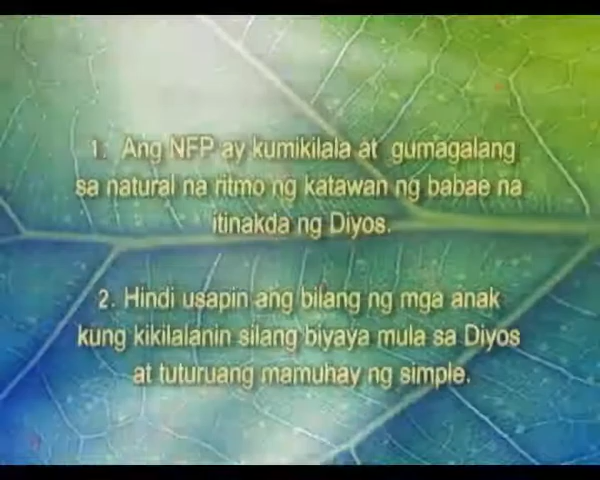 1. Ang NFP ay kumikilala at gumagalang
sa natural na ritmo ng katawan ng babae na
itinakda ng Diyos.
2. Hindi usapin ang bilang ng mga anak
kung kikilalanin silang biyaya mula sa Diyos
at tuturuang mamuhay ng simple.